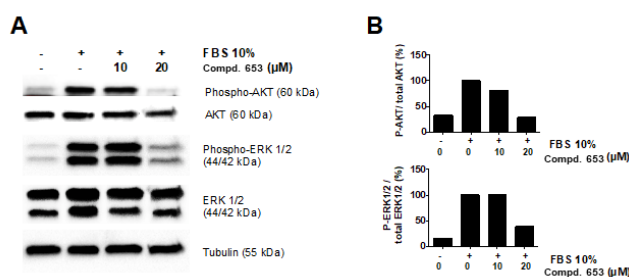 A
- + + + FBS 10%
- - 10 20 Compd. 653 (µM)
Phospho-AKT (60 kDa)
AKT (60 kDa)
Phospho-ERK 1/2
(44/42 kDa)
ERK 1/2
(44/42 kDa)
Tubulin (55 kDa)
B
P-AKT/ total AKT (%)
150
100
50
0
- + + + FBS 10%
0 0 10 20 Compd. 653 (µM)
P-ERK1/2 /
total ERK1/2 (%)
150
100
50
0
- + + + FBS 10%
0 0 10 20 Compd. 653 (µM)